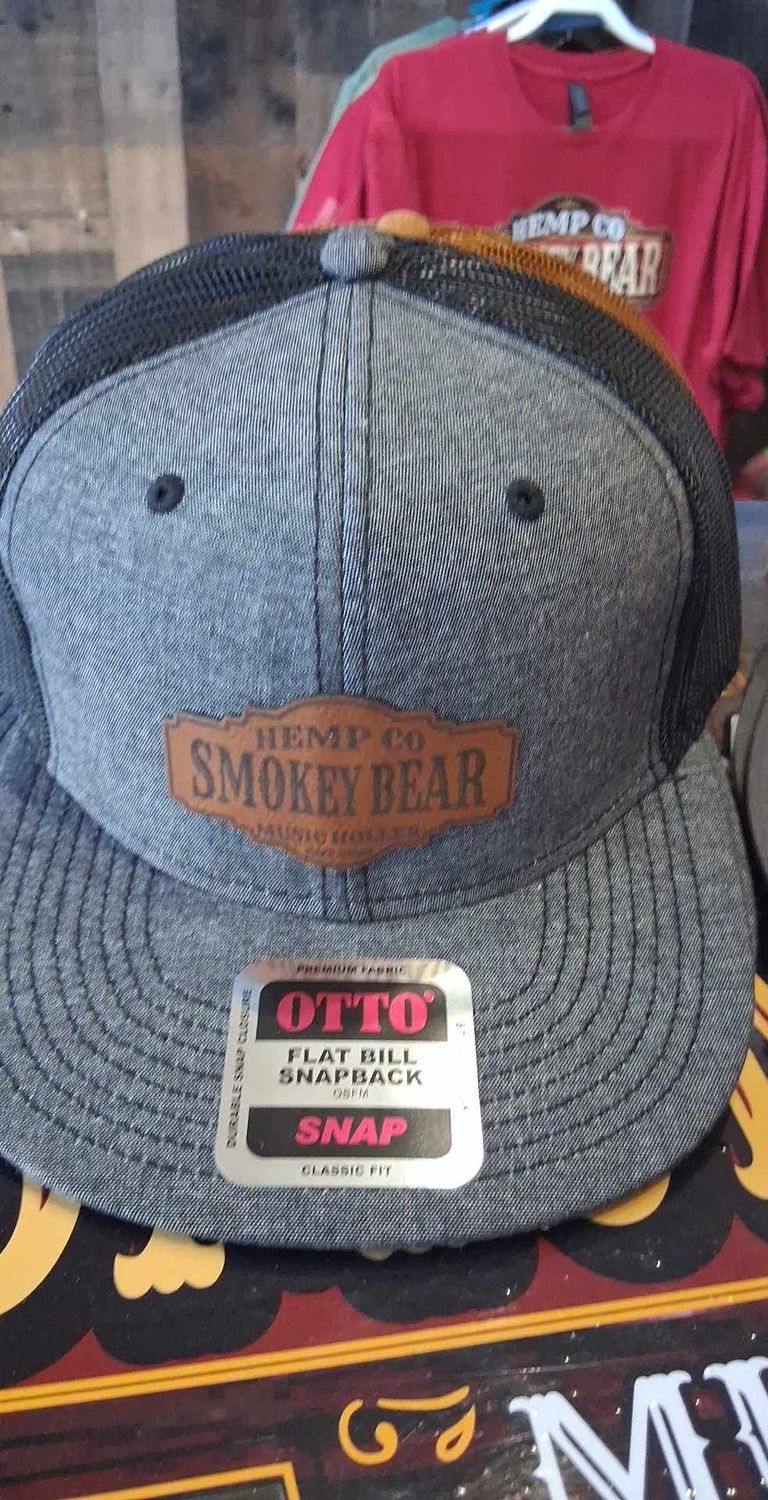 HEMP CO
BEAR
HEMP CO
SMOKEY BEAR
PREMIUM FABRIC
OTTO®
DURABLE SNAP CLOSURE
FLAT BILL
SNAPBACK
OSFM
SNAP
CLASSIC FIT